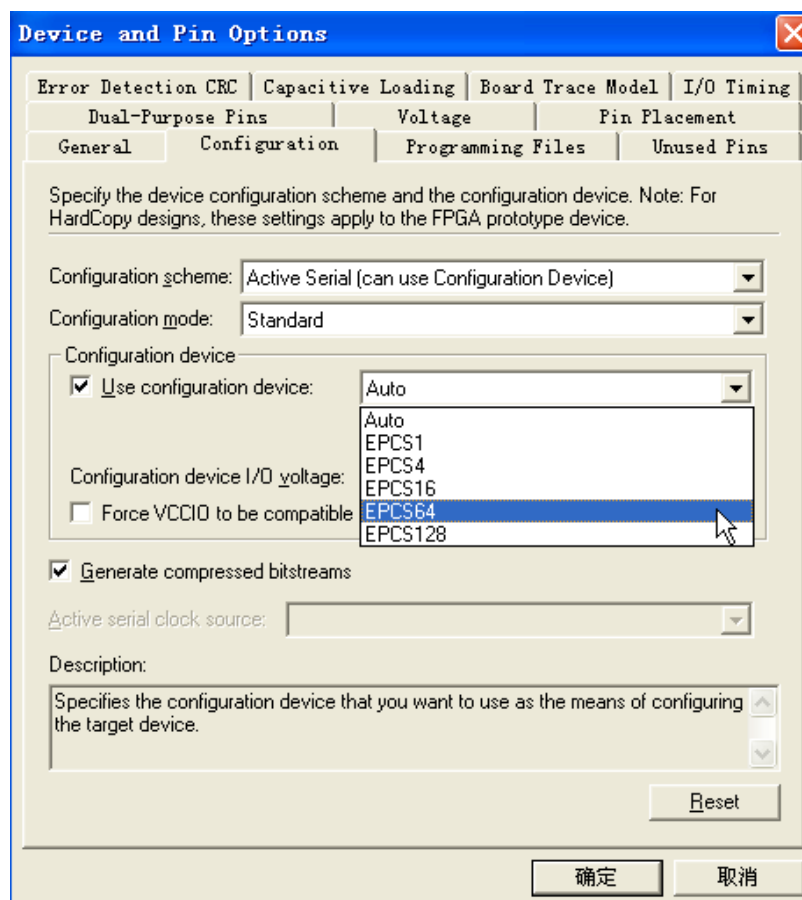 Device and Pin Options
Error Detection CRC Capacitive Loading Board Trace Model I/O Timing
Dual-Purpose Pins Voltage Pin Placement
General Configuration Programming Files Unused Pins
Specify the device configuration scheme and the configuration device. Note: For
HardCopy designs, these settings apply to the FPGA prototype device.
Configuration scheme: Active Serial (can use Configuration Device)
Configuration mode: Standard
Configuration device
Use configuration device: Auto
Auto
EPCS1
EPCS4
Configuration device I/O voltage:
EPCS16
Force VCCIO to be compatible
EPCS64
EPCS128
Generate compressed bitstreams
Active serial clock source:
Description:
Specifies the configuration device that you want to use as the means of configuring
the target device.
Reset
确定 取消